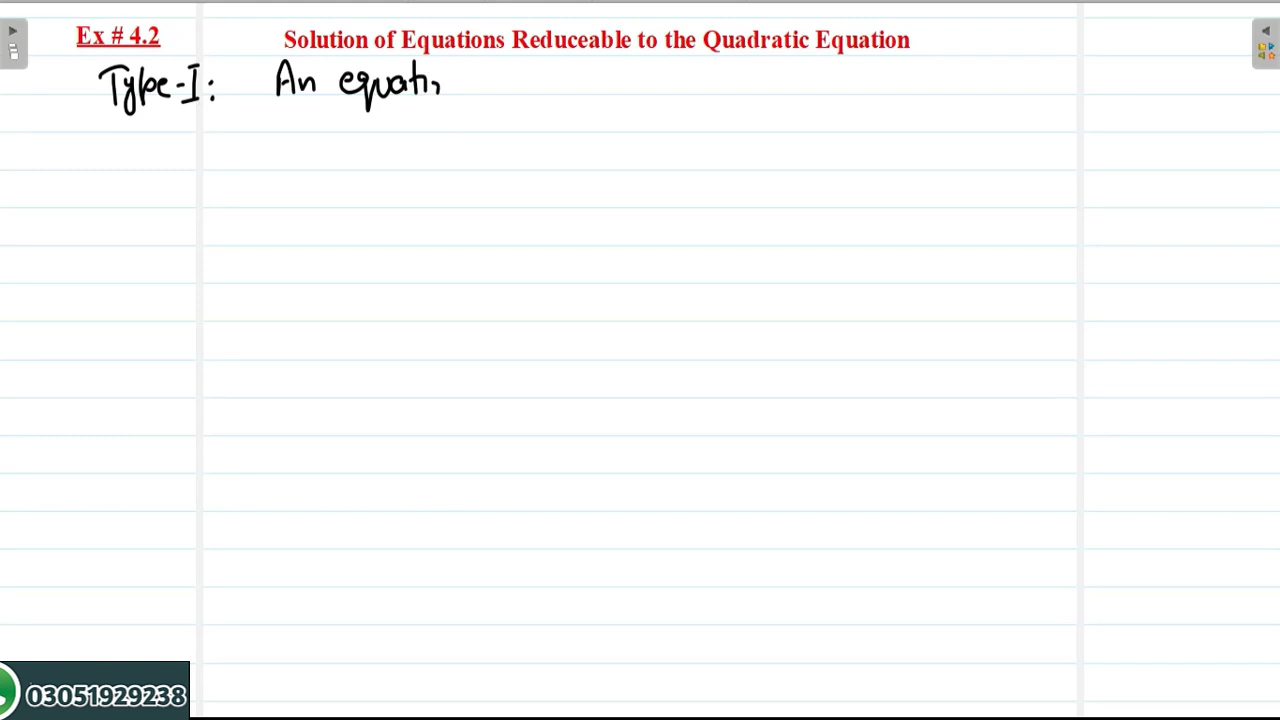 Ex # 4.2
Solution of Equations Reduceable to the Quadratic Equation
Type-I: An equati
03051929238